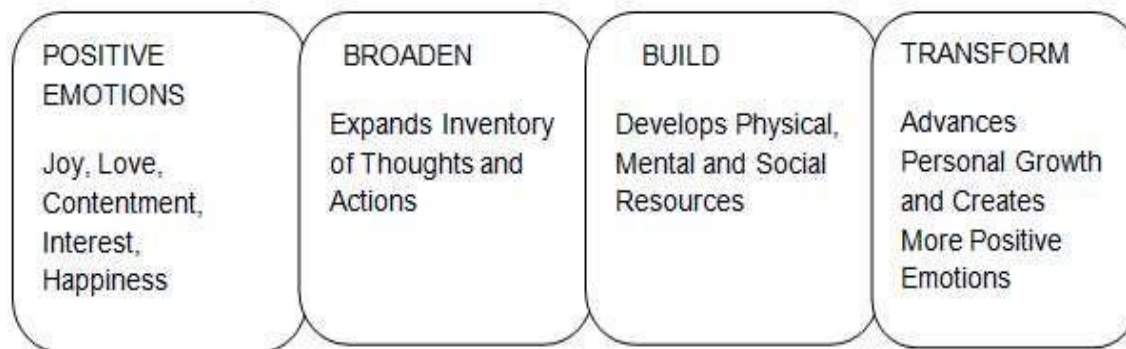 POSITIVE
EMOTIONS
Joy, Love,
Contentment,
Interest,
Happiness
BROADEN
Expands Inventory
of Thoughts and
Actions
BUILD
Develops Physical,
Mental and Social
Resources
TRANSFORM
Advances
Personal Growth
and Creates
More Positive
Emotions